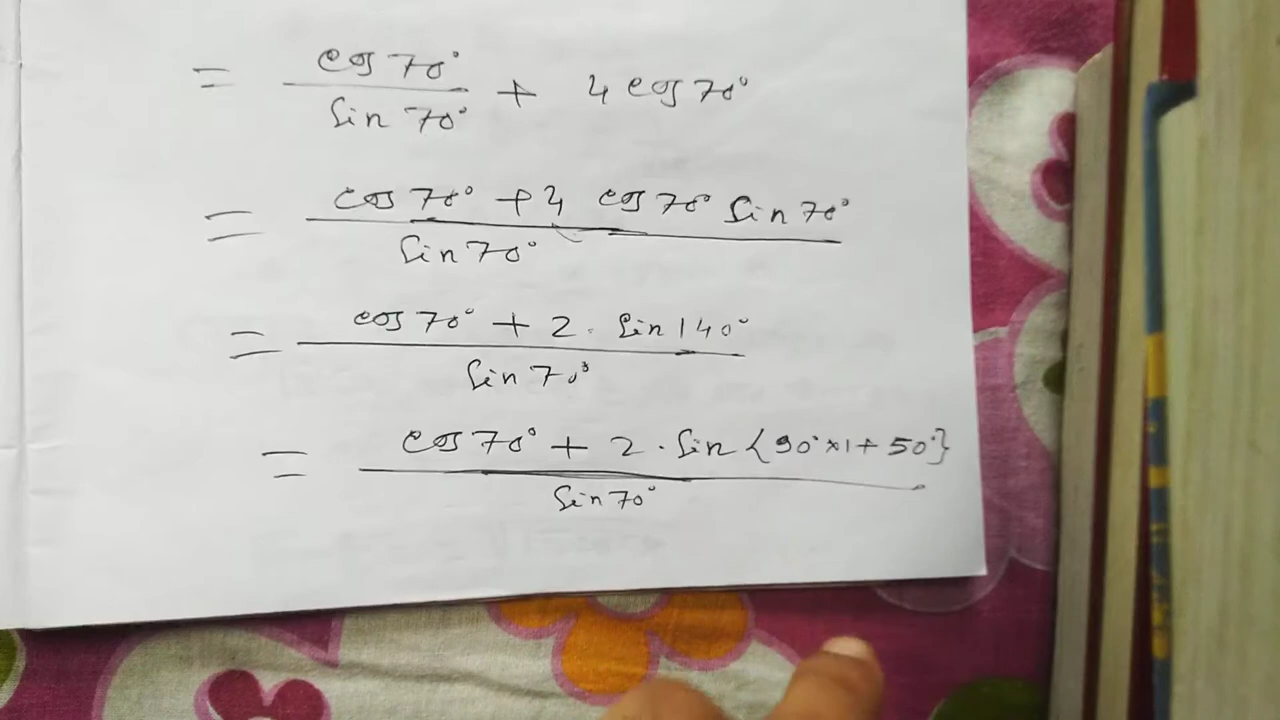 = cos 70° / sin 70° + 4 cos 70°
= cos 70° + 4 cos 70° sin 70° / sin 70°
= cos 70° + 2 . sin 140° / sin 70°
= cos 70° + 2 . sin {90° × 1 + 50°} / sin 70°